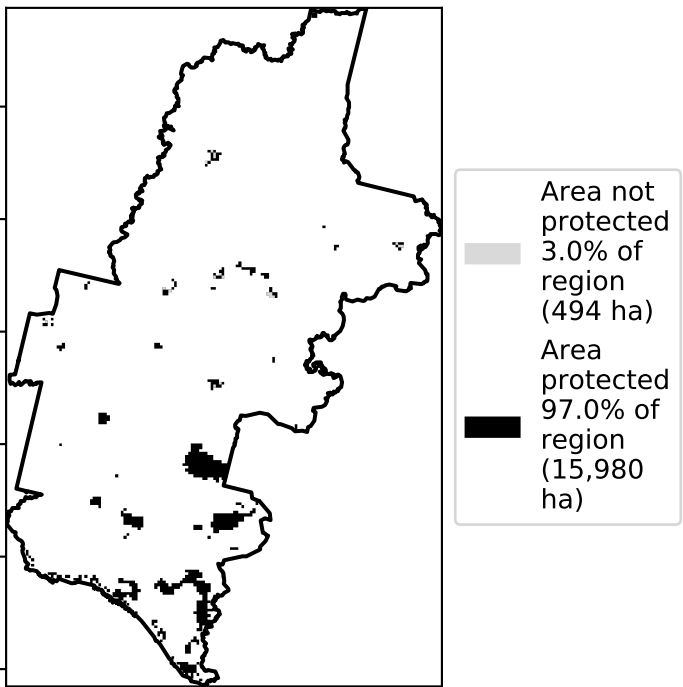 Area not
protected
3.0% of
region
(494 ha)
Area
protected
97.0% of
region
(15,980
ha)